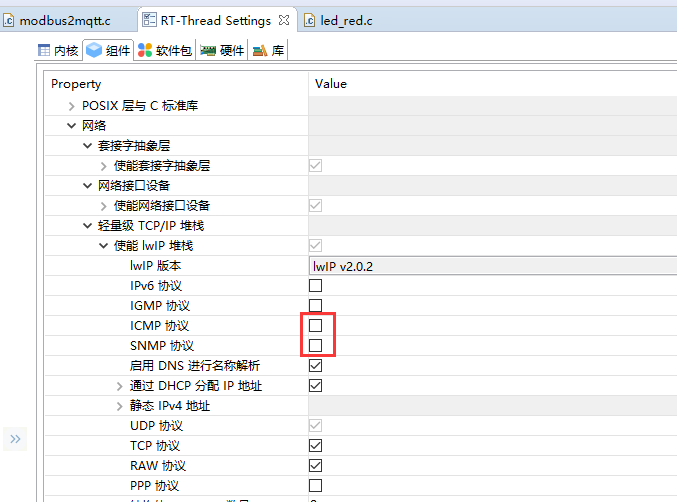 modbus2mqtt.c RT-Thread Settings led_red.c
内核 组件 软件包 硬件 库
Property Value
POSIX 层与 C 标准库
网络
套接字抽象层
使能套接字抽象层
网络接口设备
使能网络接口设备
轻量级 TCP/IP 堆栈
使能 lwIP 堆栈
lwIP 版本 lwIP v2.0.2
IPv6 协议
IGMP 协议
ICMP 协议
SNMP 协议
启用 DNS 进行名称解析
通过 DHCP 分配 IP 地址
静态 IPv4 地址
UDP 协议
TCP 协议
RAW 协议
PPP 协议